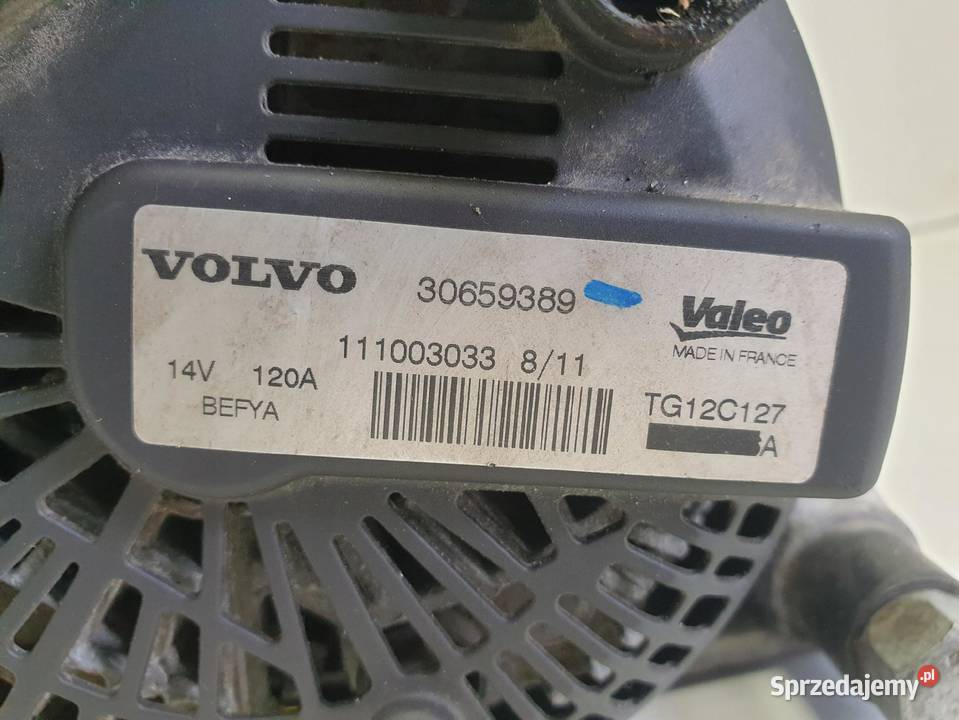 VOLVO 30659389
Valeo
MADE IN FRANCE
111003033 8/11
14V 120A
BEFYA
TG12C127
A
Sprzedajemy.pl